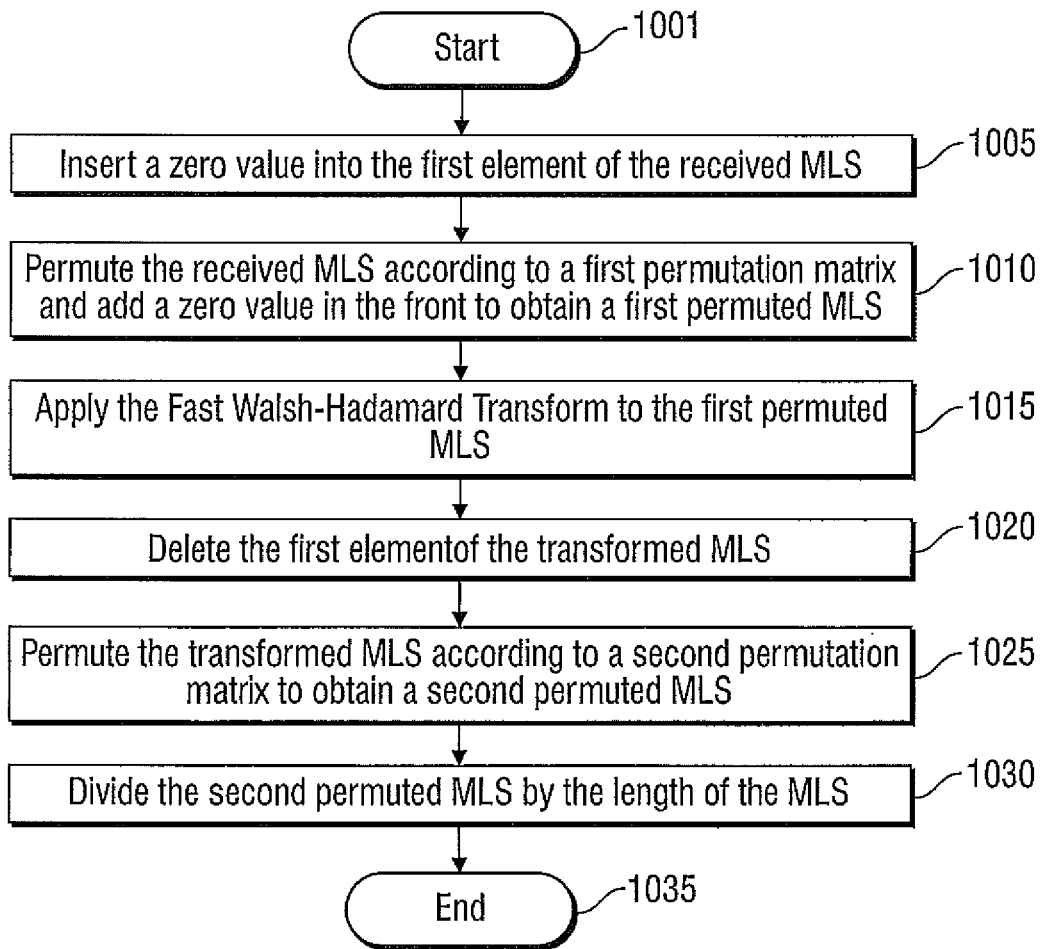 Start
1001
Insert a zero value into the first element of the received MLS
1005
Permute the received MLS according to a first permutation matrix
and add a zero value in the front to obtain a first permuted MLS
1010
Apply the Fast Walsh-Hadamard Transform to the first permuted
MLS
1015
Delete the first elementof the transformed MLS
1020
Permute the transformed MLS according to a second permutation
matrix to obtain a second permuted MLS
1025
Divide the second permuted MLS by the length of the MLS
1030
End
1035